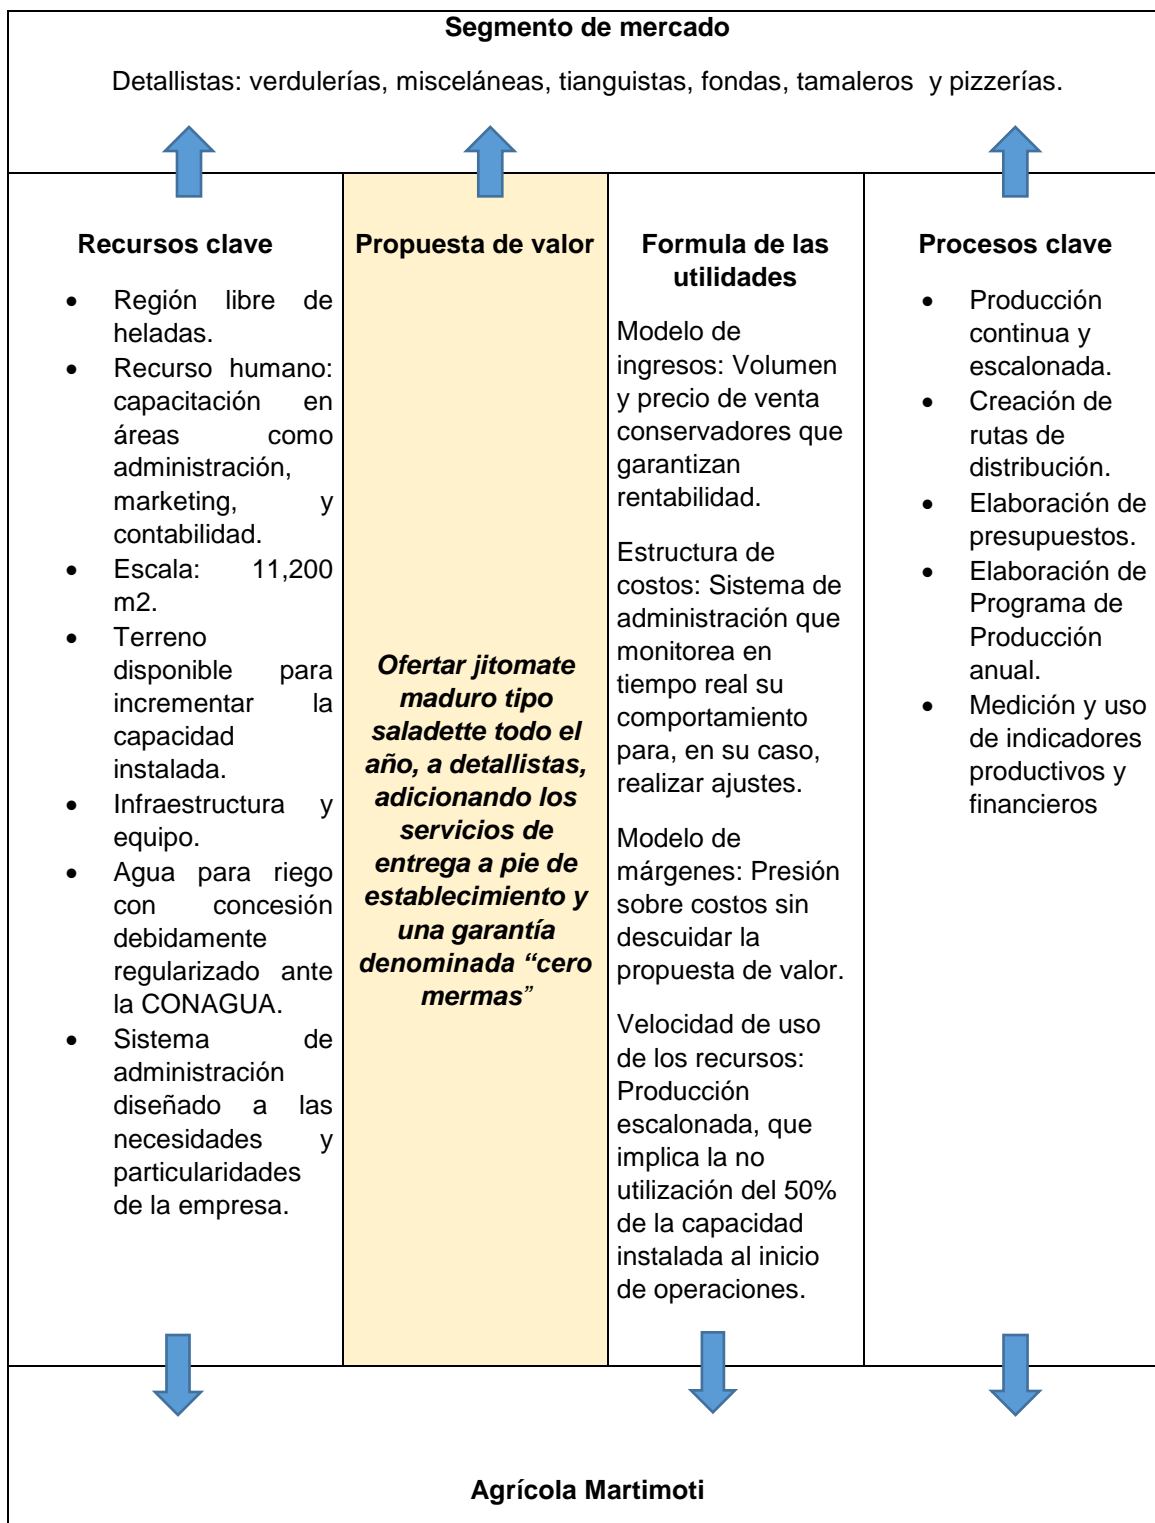 Segmento de mercado
Detallistas: verdulerías, misceláneas, tianguistas, fondas, tamaleros y pizzerías.
Recursos clave
• Región libre de
heladas.
• Recurso humano:
capacitación en
áreas como
administración,
marketing, y
contabilidad.
• Escala: 11,200
m2.
• Terreno
disponible para
incrementar la
capacidad
instalada.
• Infraestructura y
equipo.
• Agua para riego
con concesión
debidamente
regularizado ante
la CONAGUA.
• Sistema de
administración
diseñado a las
necesidades y
particularidades
de la empresa.
Propuesta de valor
Ofertar jitomate
maduro tipo
saladette todo el
año, a detallistas,
adicionando los
servicios de
entrega a pie de
establecimiento y
una garantía
denominada “cero
mermas”
Formula de las
utilidades
Modelo de
ingresos: Volumen
y precio de venta
conservadores que
garantizan
rentabilidad.
Estructura de
costos: Sistema de
administración que
monitorea en
tiempo real su
comportamiento
para, en su caso,
realizar ajustes.
Modelo de
márgenes: Presión
sobre costos sin
descuidar la
propuesta de valor.
Velocidad de uso
de los recursos:
Producción
escalonada, que
implica la no
utilización del 50%
de la capacidad
instalada al inicio
de operaciones.
Procesos clave
• Producción
continua y
escalonada.
• Creación de
rutas de
distribución.
• Elaboración de
presupuestos.
• Elaboración de
Programa de
Producción
anual.
• Medición y uso
de indicadores
productivos y
financieros
Agrícola Martimoti